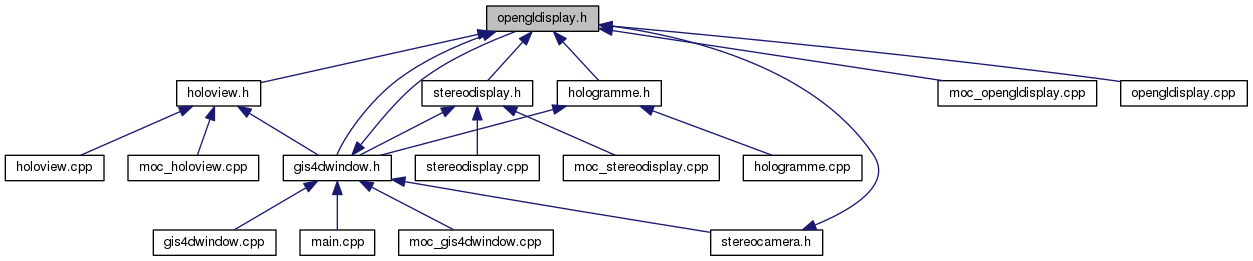 opengldisplay.h
holoview.h
stereodisplay.h
hologramme.h
moc_opengldisplay.cpp
opengldisplay.cpp
holoview.cpp
moc_holoview.cpp
gis4dwindow.h
stereodisplay.cpp
moc_stereodisplay.cpp
hologramme.cpp
gis4dwindow.cpp
main.cpp
moc_gis4dwindow.cpp
stereocamera.h